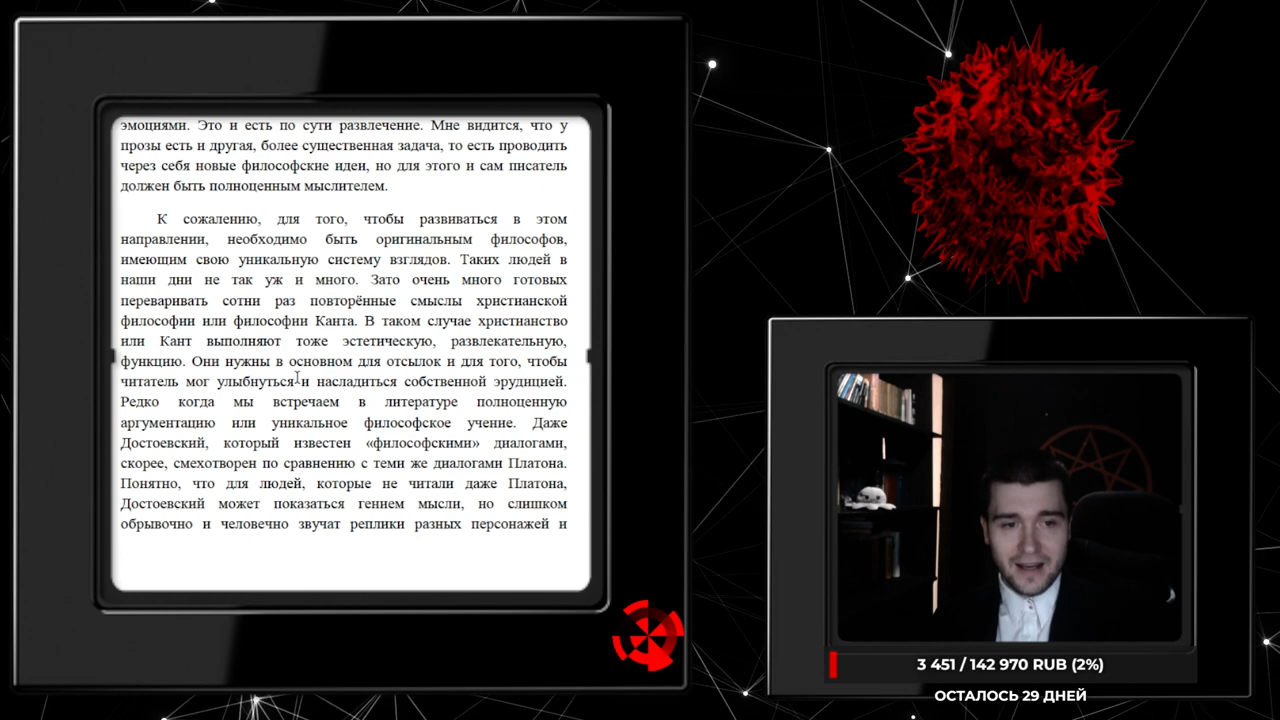 эмоциями. Это и есть по сути развлечение. Мне видится, что у
прозы есть и другая, более существенная задача, то есть проводить
через себя новые философские идеи, но для этого и сам писатель
должен быть полноценным мыслителем.
К сожалению, для того, чтобы развиваться в этом
направлении, необходимо быть оригинальным философов,
имеющим свою уникальную систему взглядов. Таких людей в
наши дни не так уж и много. Зато очень много готовых
переваривать сотни раз повторённые смыслы христианской
философии или философии Канта. В таком случае христианство
или Кант выполняют тоже эстетическую, развлекательную,
функцию. Они нужны в основном для отсылок и для того, чтобы
читатель мог улыбнуться и насладиться собственной эрудицией.
Редко когда мы встречаем в литературе полноценную
аргументацию или уникальное философское учение. Даже
Достоевский, который известен «философскими» диалогами,
скорее, смехотворен по сравнению с теми же диалогами Платона.
Понятно, что для людей, которые не читали даже Платона,
Достоевский может показаться гением мысли, но слишком
обрывочно и человечно звучат реплики разных персонажей и
3 451 / 142 970 RUB (2%)
ОСТАЛОСЬ 29 ДНЕЙ